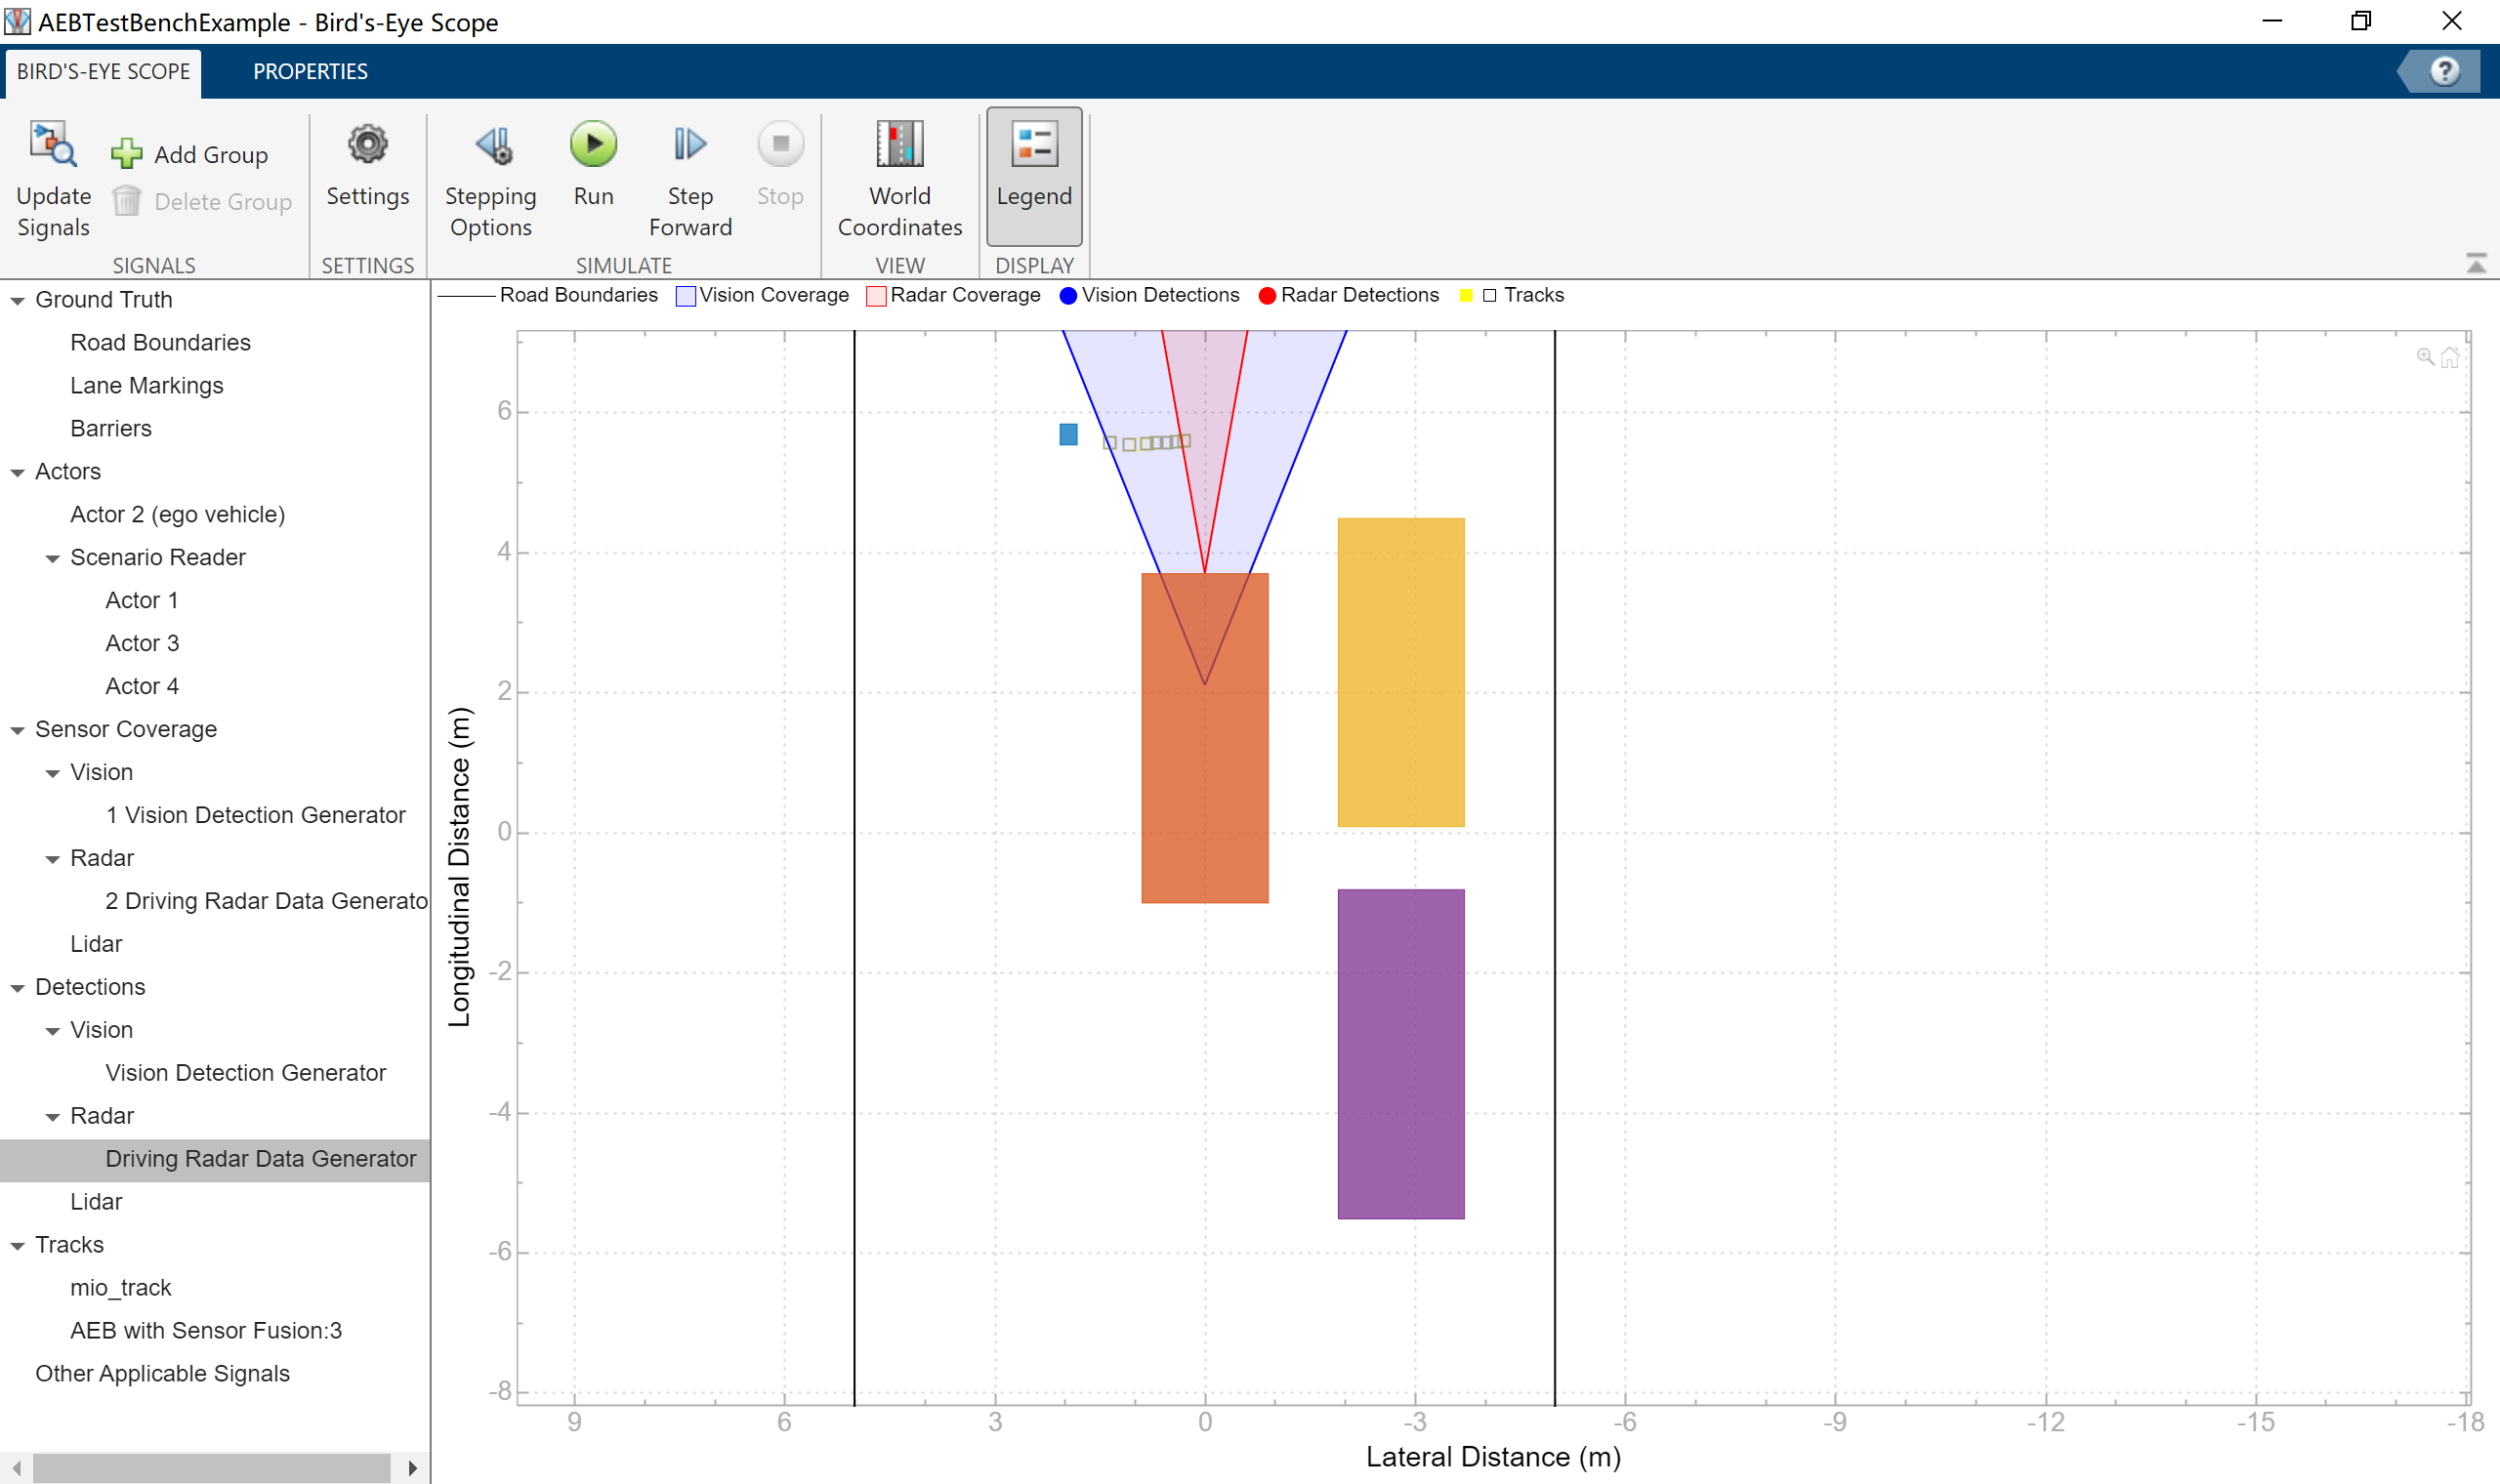 AEBTestBenchExample - Bird's-Eye Scope
BIRD'S-EYE SCOPE
PROPERTIES
?
Update
Signals
Add Group
Delete Group
SIGNALS
Settings
SETTINGS
Stepping
Options
Run
Step
Forward
Stop
SIMULATE
World
Coordinates
VIEW
Legend
DISPLAY
Ground Truth
Road Boundaries
Lane Markings
Barriers
Actors
Actor 2 (ego vehicle)
Scenario Reader
Actor 1
Actor 3
Actor 4
Sensor Coverage
Vision
1 Vision Detection Generator
Radar
2 Driving Radar Data Generato
Lidar
Detections
Vision
Vision Detection Generator
Radar
Driving Radar Data Generator
Lidar
Tracks
mio_track
AEB with Sensor Fusion:3
Other Applicable Signals
Road Boundaries Vision Coverage Radar Coverage Vision Detections Radar Detections Tracks
Longitudinal Distance (m)
6
4
2
0
-2
-4
-6
-8
9 6 3 0 -3 -6 -9 -12 -15 -18
Lateral Distance (m)